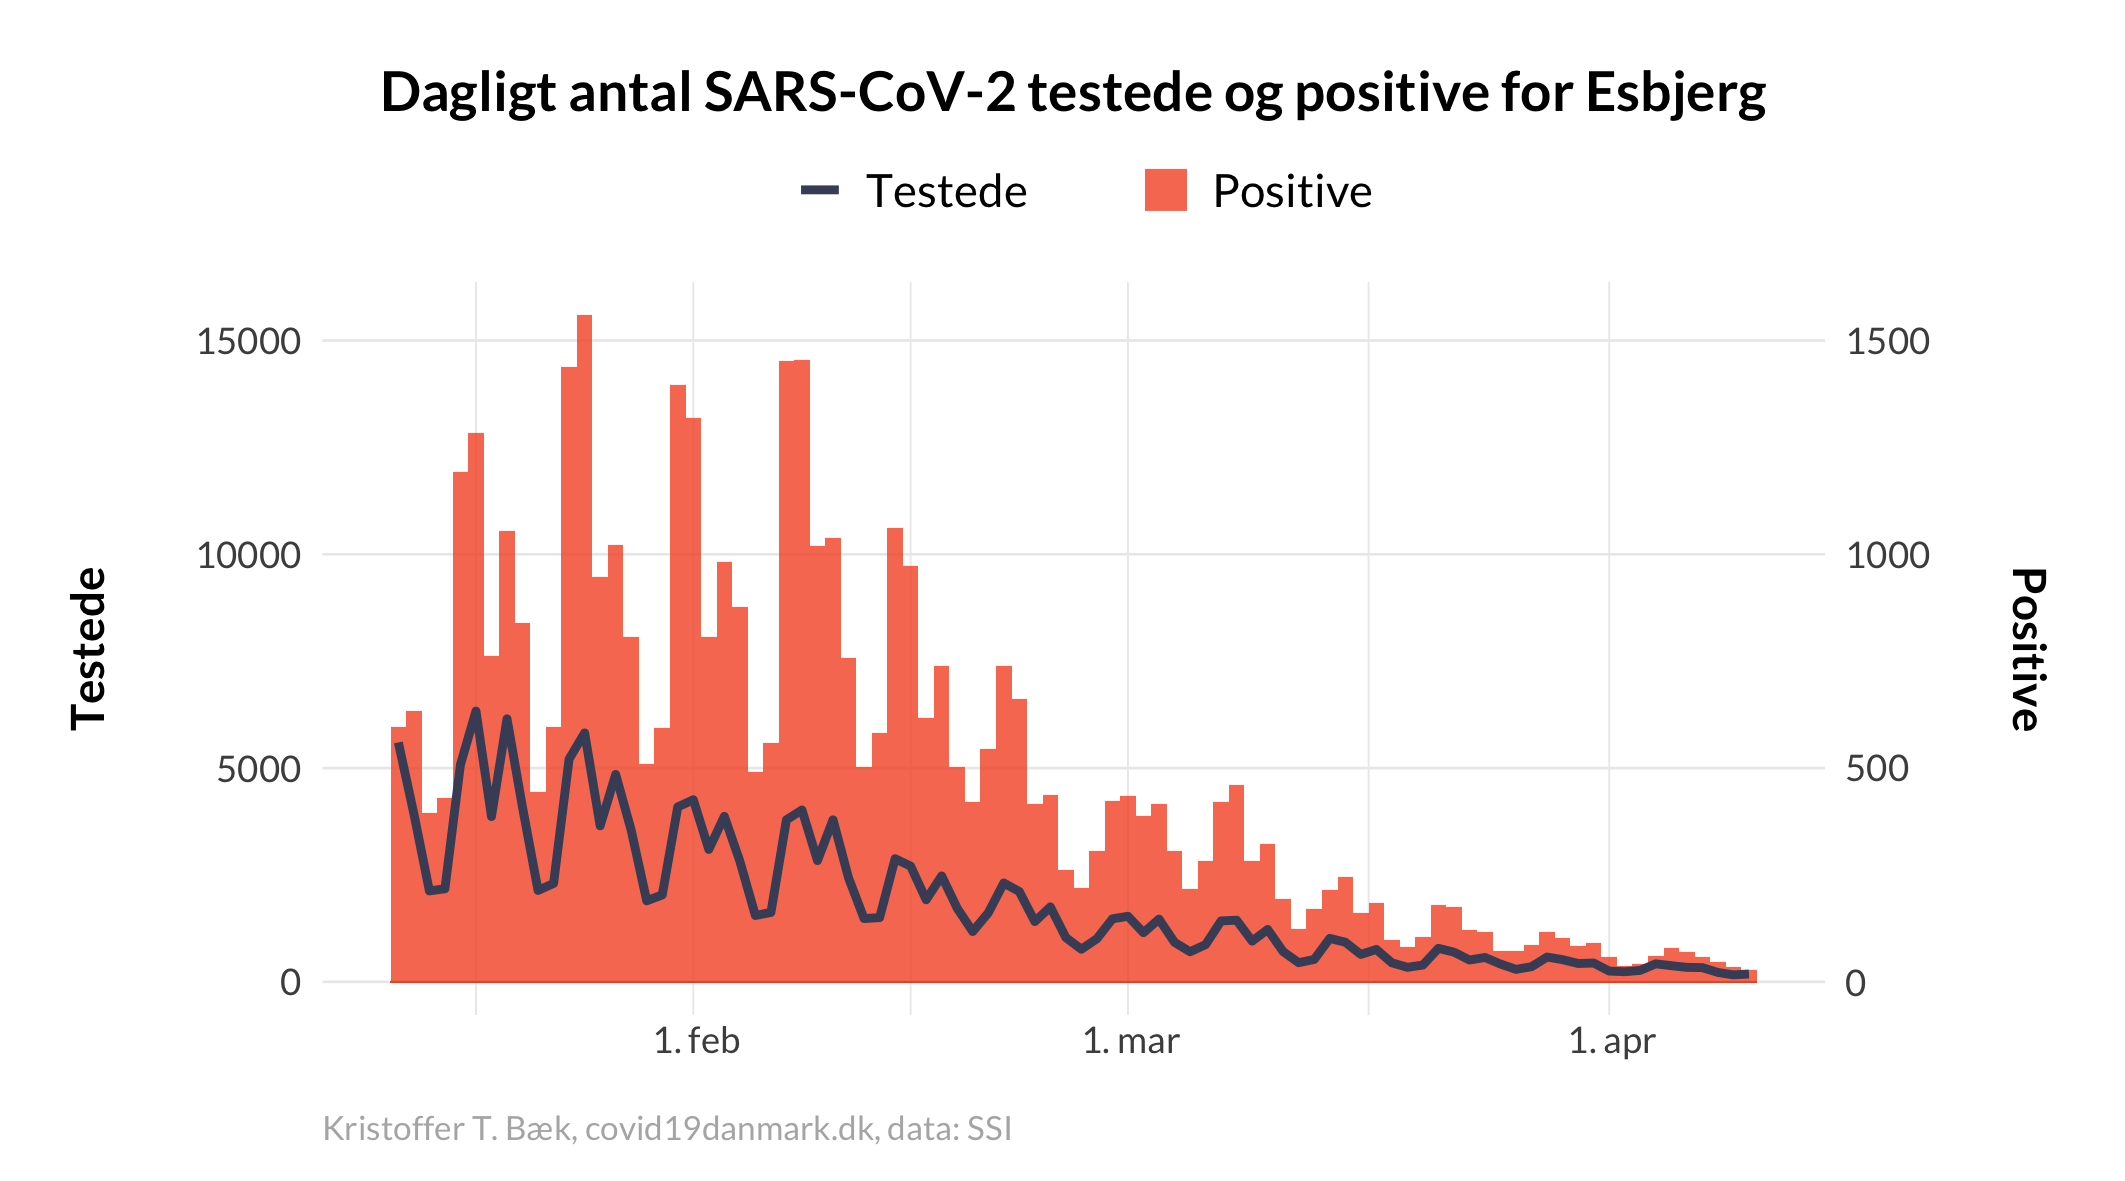 Dagligt antal SARS-CoV-2 testede og positive for Esbjerg
Testede
Positive
15000
10000
5000
0
Testede
1500
1000
500
0
Positive
1. feb
1. mar
1. apr
Kristoffer T. Bæk, covid19danmark.dk, data: SSI